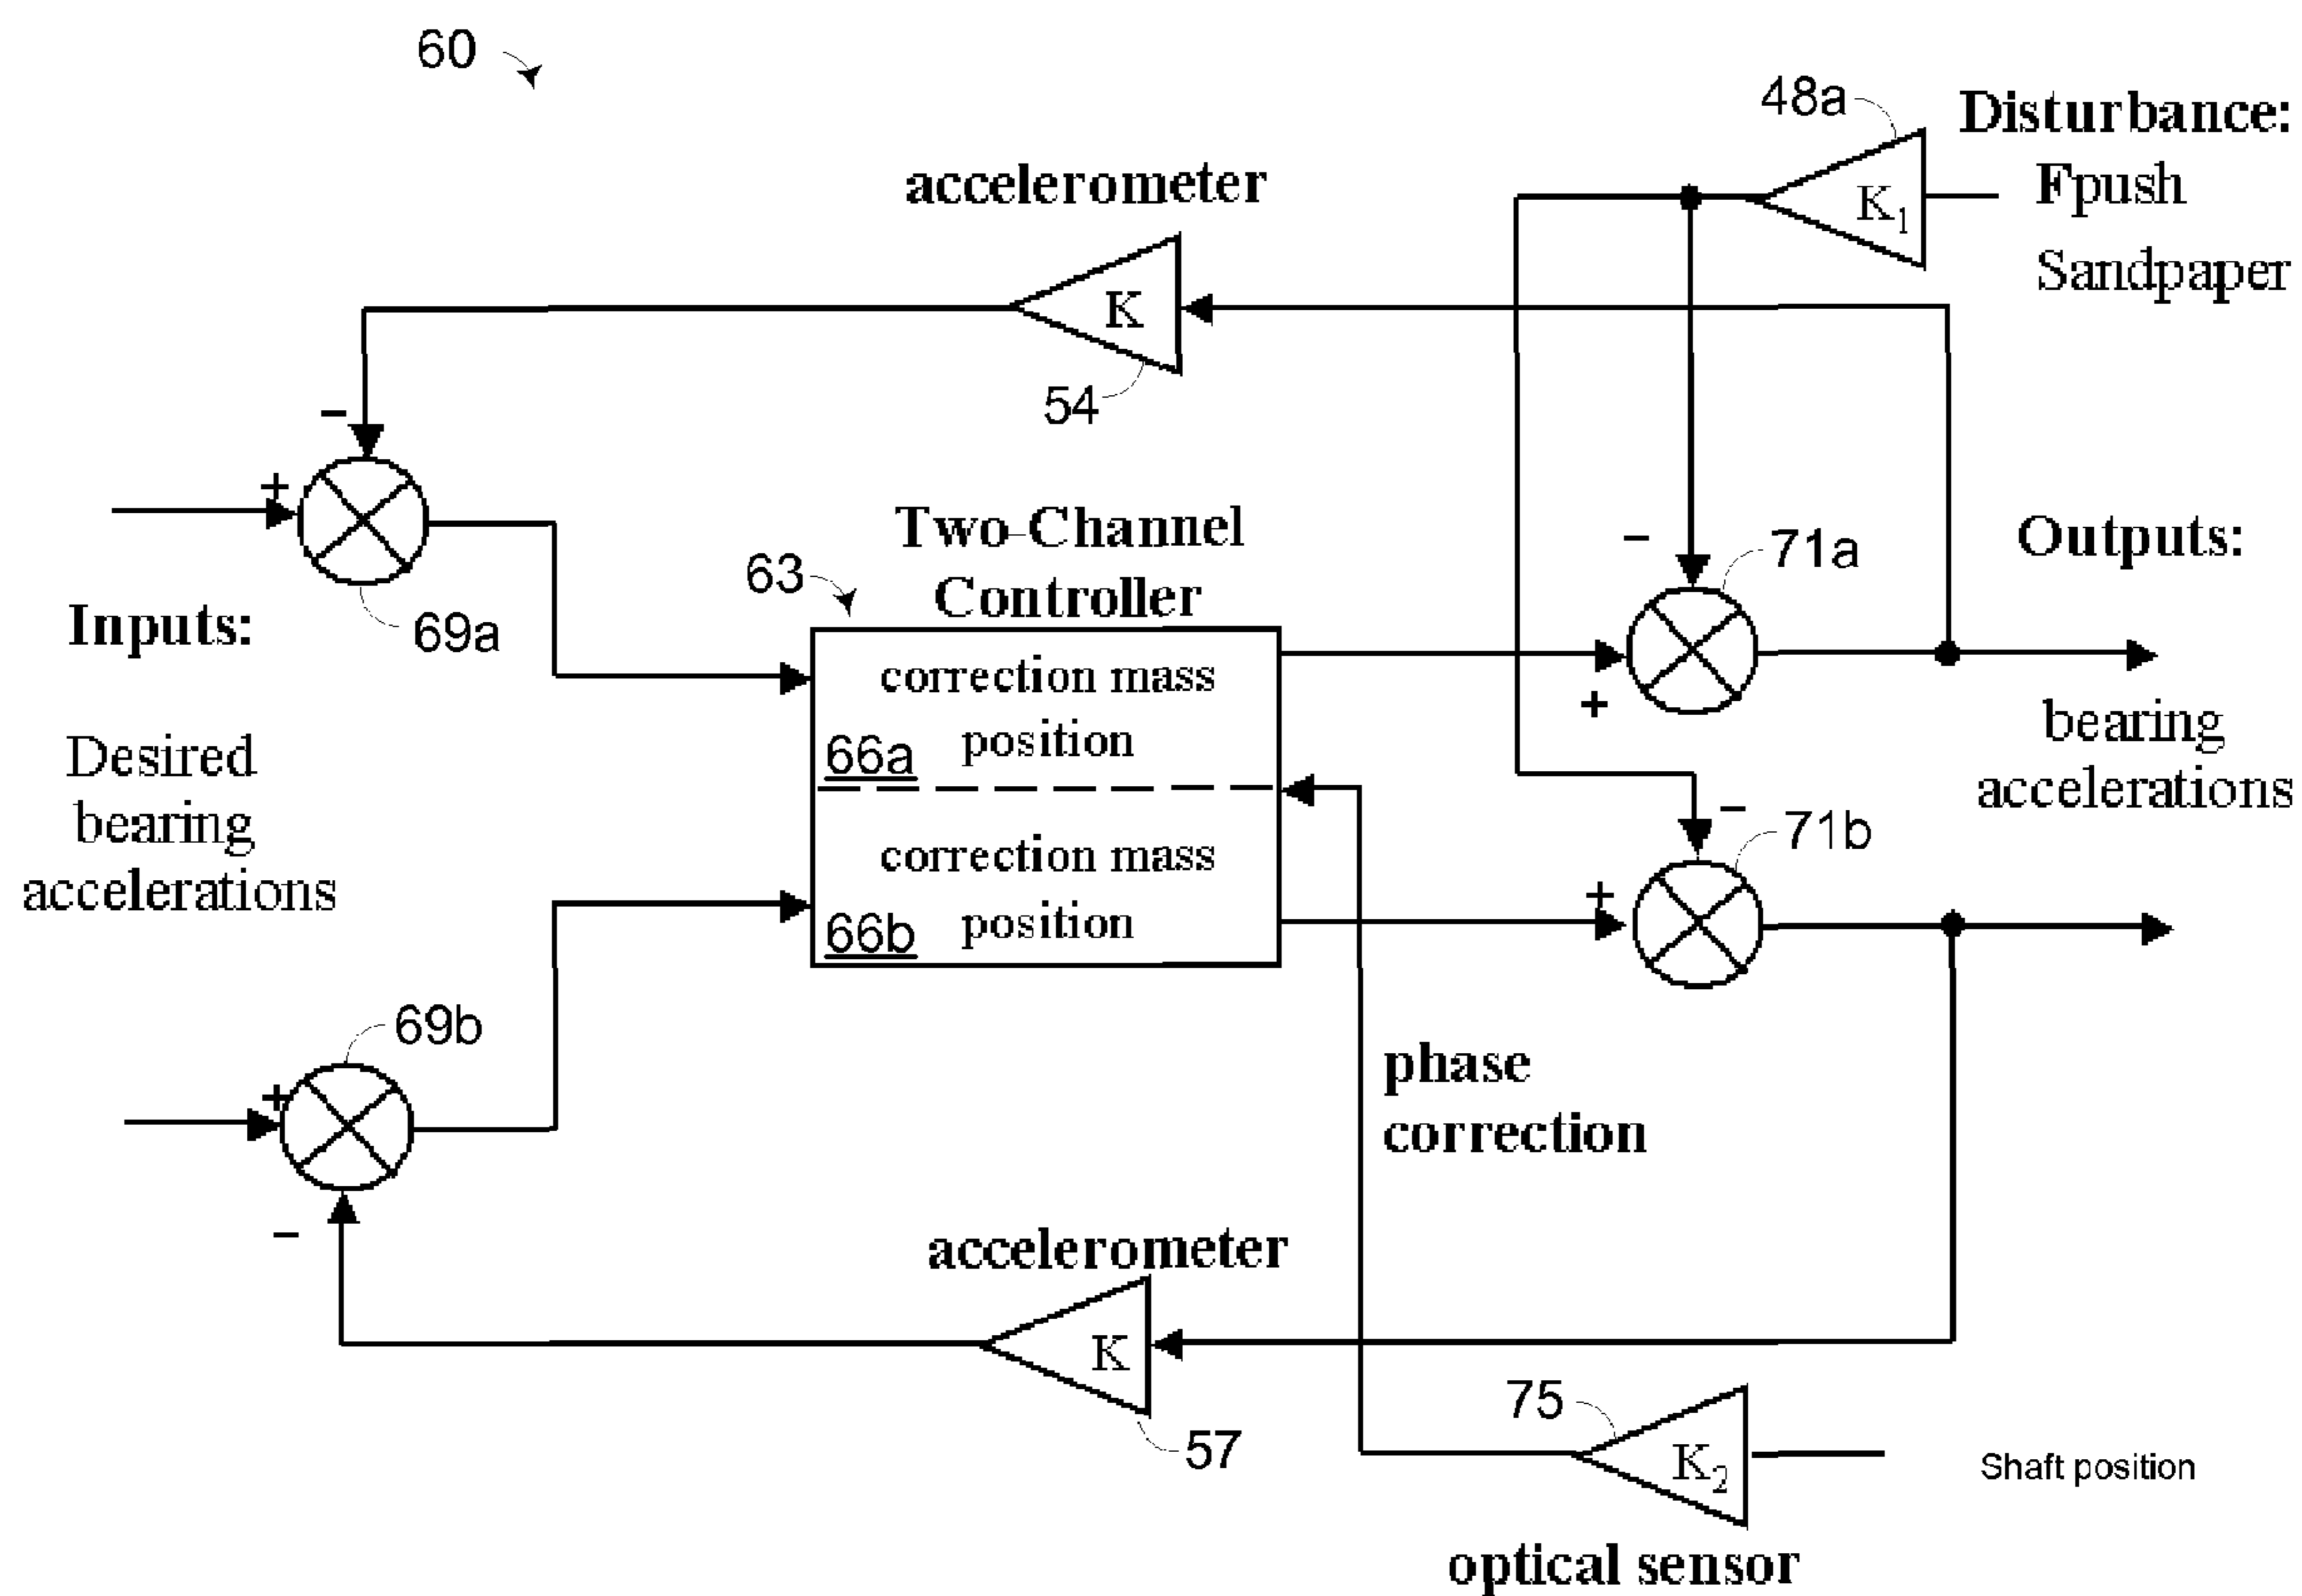 60
48a
Disturbance:
Fpush
Sandpaper
K1
accelerometer
K
54
−
+
69a
Inputs:
Desired
bearing
accelerations
Two-Channel
Controller
63
correction mass
position
66a
correction mass
position
66b
−
71a
+
Outputs:
bearing
accelerations
−
71b
+
69b
+
−
phase
correction
accelerometer
K
57
75
K2
Shaft position
optical sensor